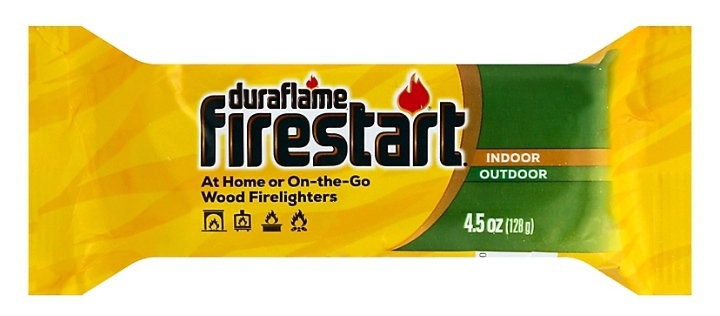 duraflame
firestart
At Home or On-the-Go
Wood Firelighters
INDOOR
OUTDOOR
4.5 oz (128 g)